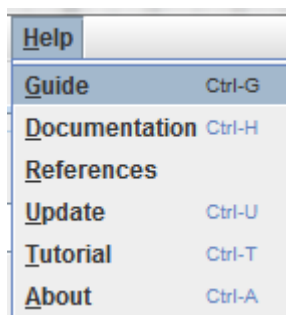 Help
Guide Ctrl-G
Documentation Ctrl-H
References
Update Ctrl-U
Tutorial Ctrl-T
About Ctrl-A